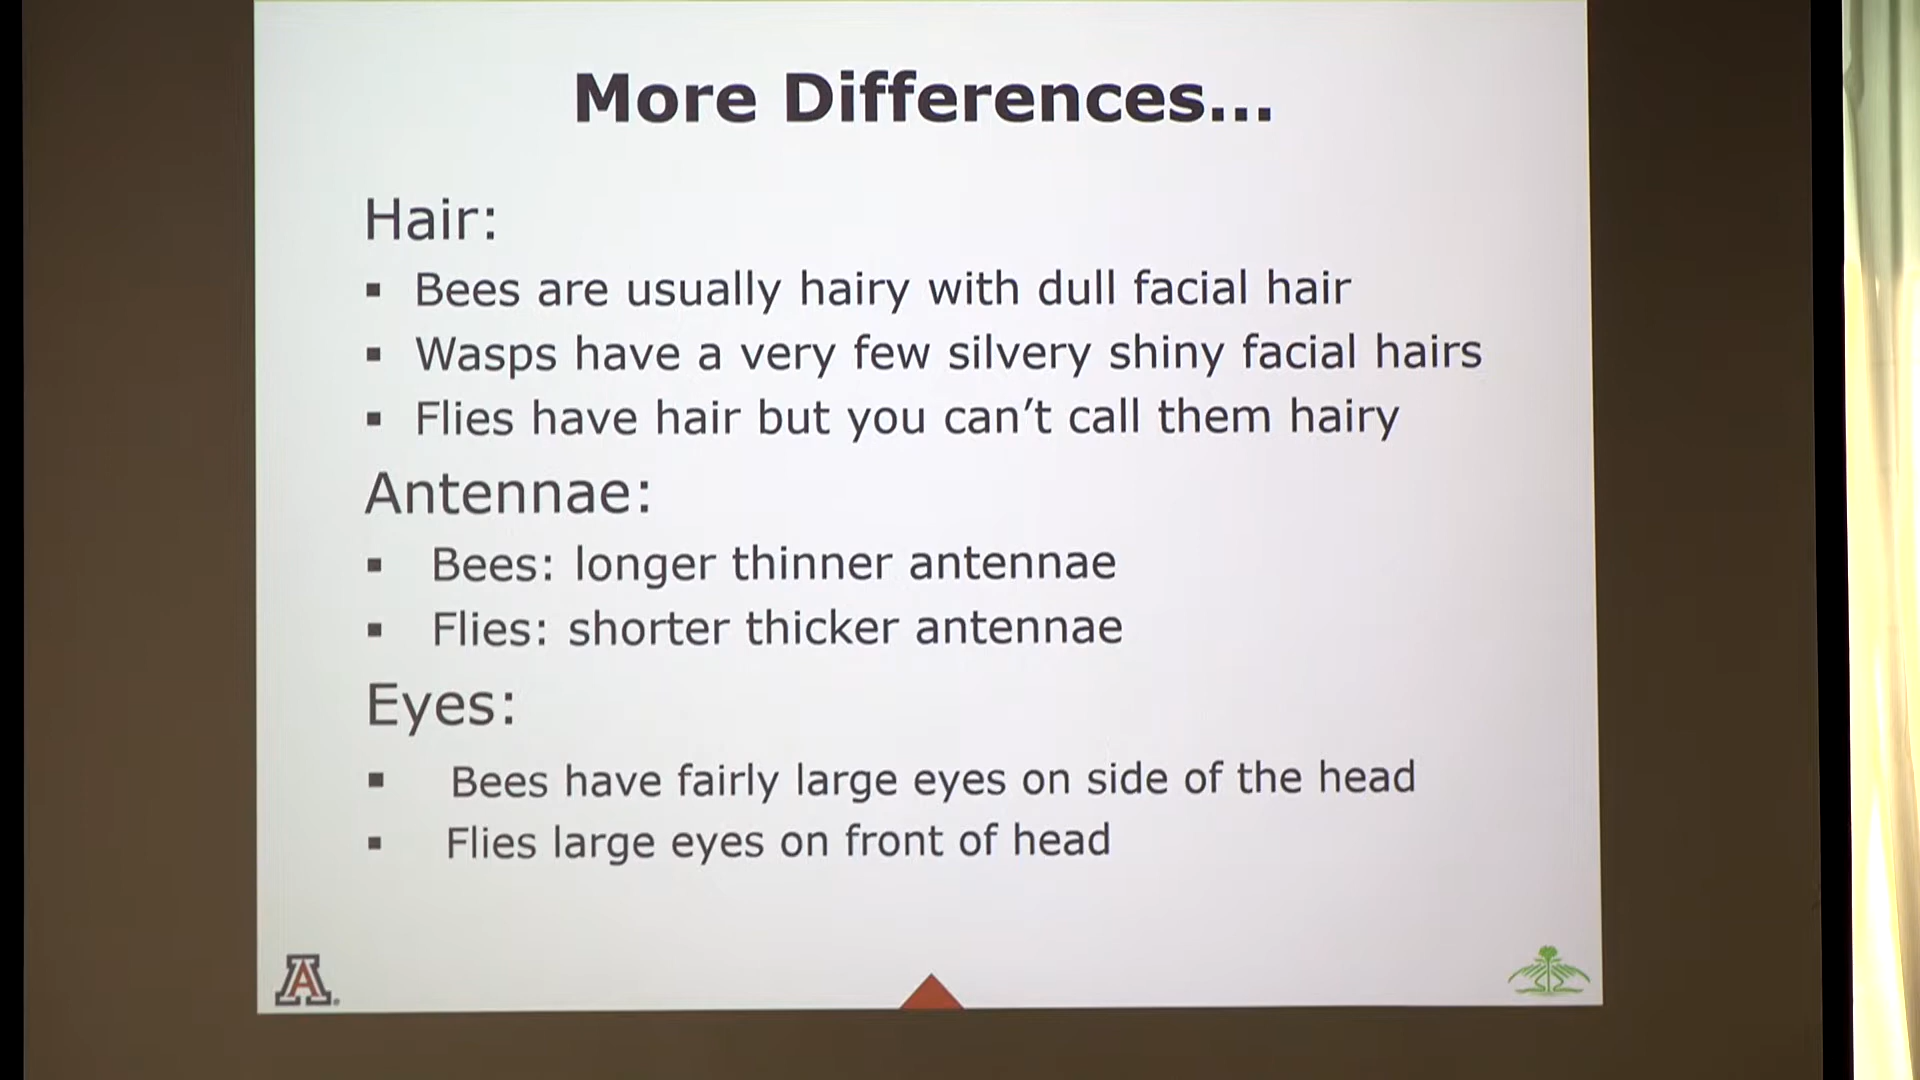 More Differences...
Hair:
▪ Bees are usually hairy with dull facial hair
▪ Wasps have a very few silvery shiny facial hairs
▪ Flies have hair but you can’t call them hairy
Antennae:
▪ Bees: longer thinner antennae
▪ Flies: shorter thicker antennae
Eyes:
▪ Bees have fairly large eyes on side of the head
▪ Flies large eyes on front of head
A